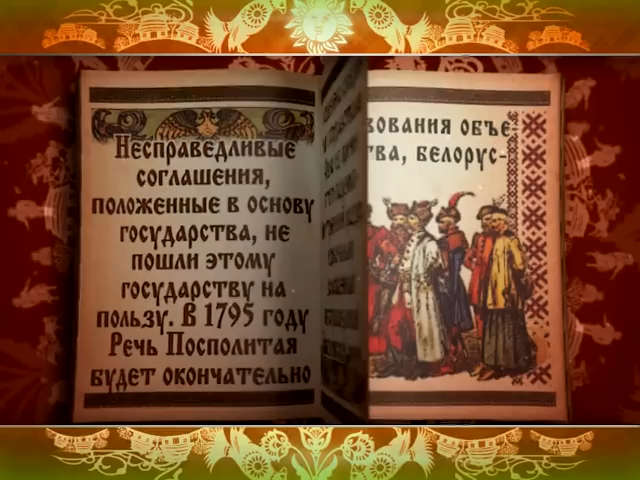 Несправедливые
соглашения,
положенные в основу
государства, не
пошли этому
государству на
пользу. В 1795 году
Речь Посполитая
будет окончательно
вования объе-
тва, белорус-